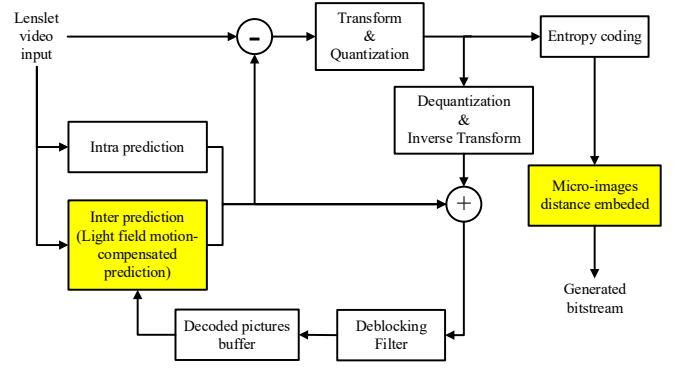 Lenslet
video
input
-
Transform
&
Quantization
Entropy coding
Dequantization
&
Inverse Transform
Intra prediction
Micro-images
distance embeded
+
Inter prediction
(Light field motion-
compensated
prediction)
Generated
bitstream
Decoded pictures
buffer
Deblocking
Filter